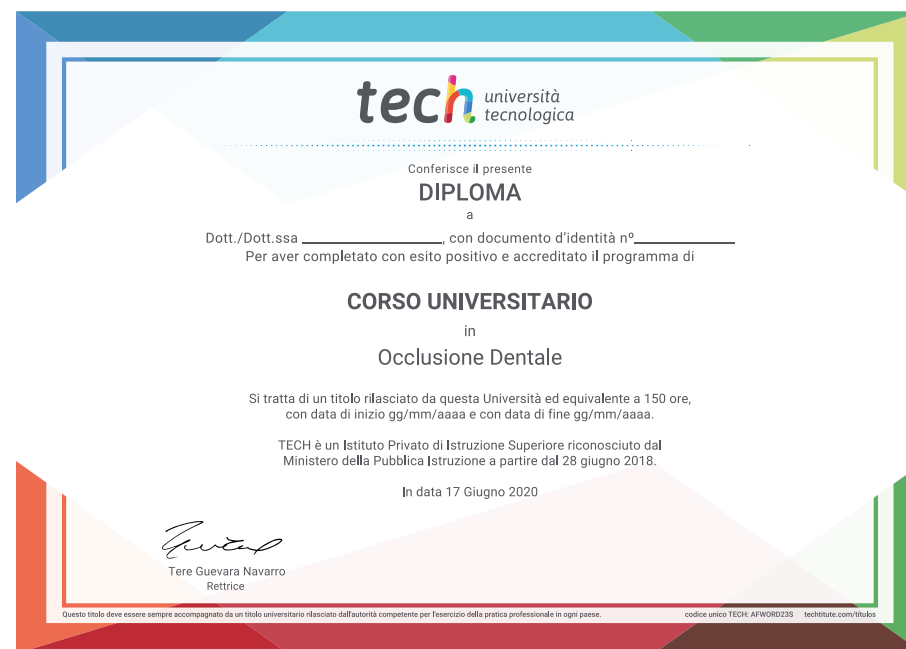 tech università
tecnologica
Conferisce il presente
DIPLOMA
a
Dott./Dott.ssa ____________________, con documento d'identità nº______________
Per aver completato con esito positivo e accreditato il programma di
CORSO UNIVERSITARIO
in
Occlusione Dentale
Si tratta di un titolo rilasciato da questa Università ed equivalente a 150 ore,
con data di inizio gg/mm/aaaa e con data di fine gg/mm/aaaa.
TECH è un Istituto Privato di Istruzione Superiore riconosciuto dal
Ministero della Pubblica Istruzione a partire dal 28 giugno 2018.
In data 17 Giugno 2020
Tere Guevara Navarro
Rettrice
Questo titolo deve essere sempre accompagnato da un titolo universitario rilasciato dall'autorità competente per l'esercizio della pratica professionale in ogni paese. codice unico TECH: AFWORD23S techtitute.com/titulos